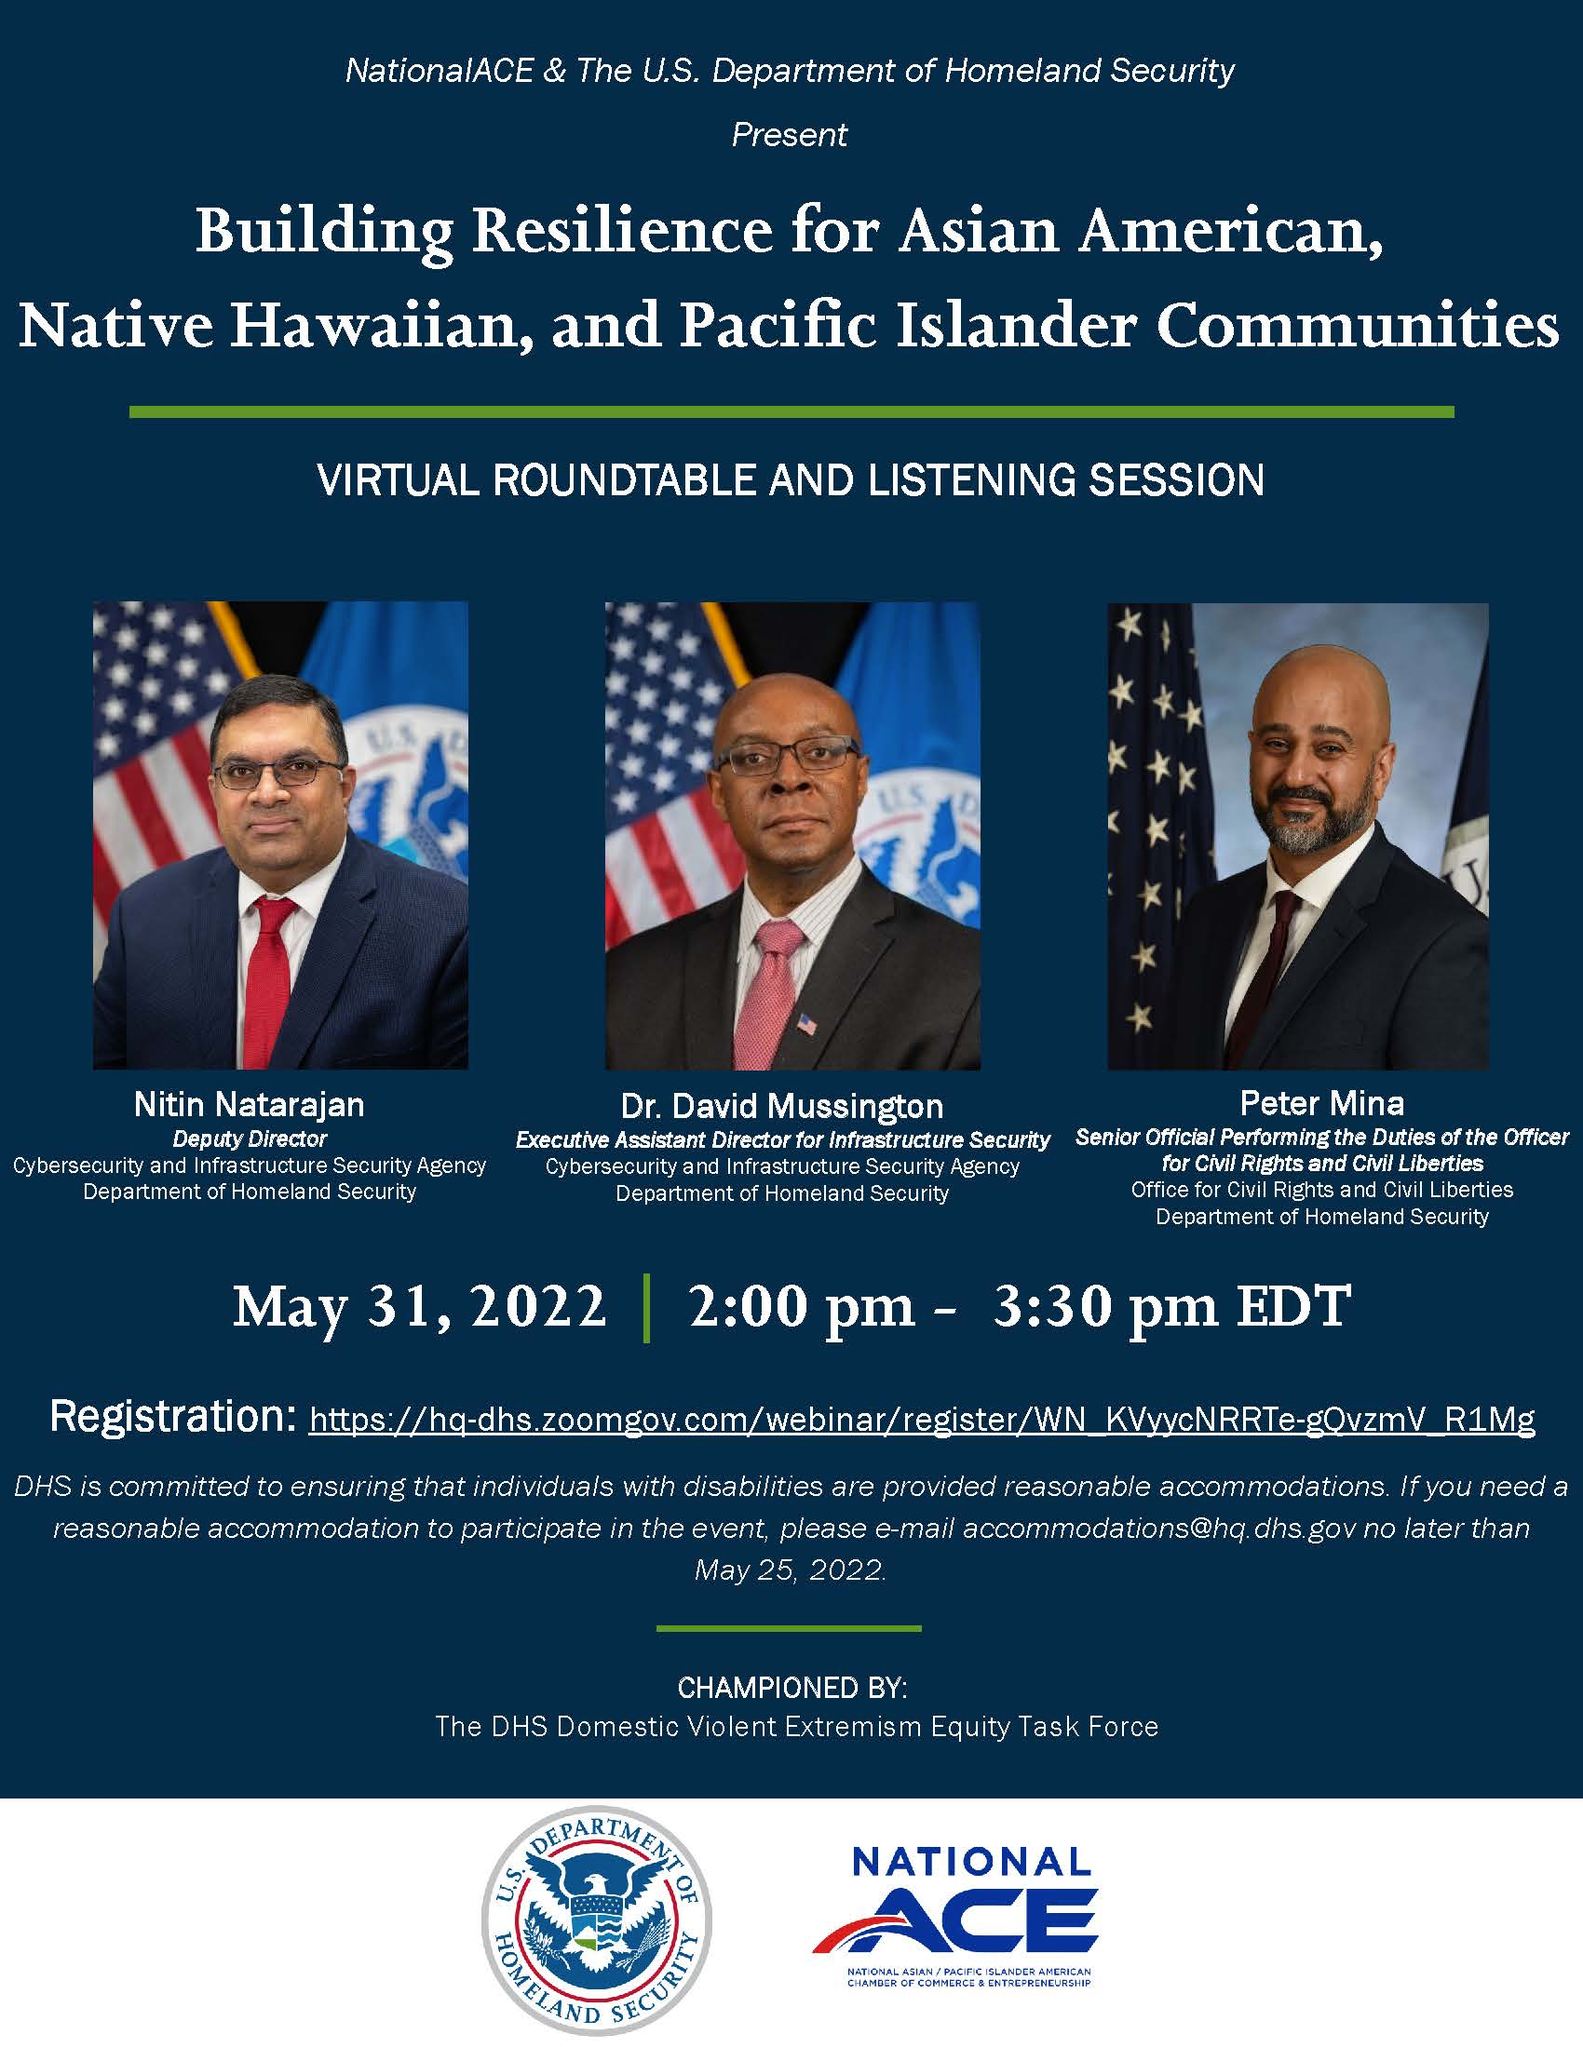 NationalACE & The U.S. Department of Homeland Security
Present
Building Resilience for Asian American,
Native Hawaiian, and Pacific Islander Communities
VIRTUAL ROUNDTABLE AND LISTENING SESSION
U.S. D
U.S. D
U.
Nitin Natarajan
Deputy Director
Cybersecurity and Infrastructure Security Agency
Department of Homeland Security
Dr. David Mussington
Executive Assistant Director for Infrastructure Security
Cybersecurity and Infrastructure Security Agency
Department of Homeland Security
Peter Mina
Senior Official Performing the Duties of the Officer
for Civil Rights and Civil Liberties
Office for Civil Rights and Civil Liberties
Department of Homeland Security
May 31, 2022 | 2:00 pm - 3:30 pm EDT
Registration: https://hq-dhs.zoomgov.com/webinar/register/WN_KVyycNRRTe-gQvzmV_R1Mg
DHS is committed to ensuring that individuals with disabilities are provided reasonable accommodations. If you need a
reasonable accommodation to participate in the event, please e-mail accommodations@hq.dhs.gov no later than
May 25, 2022.
CHAMPIONED BY:
The DHS Domestic Violent Extremism Equity Task Force
U.S. DEPARTMENT OF
HOMELAND SECURITY
NATIONAL
ACE
NATIONAL ASIAN / PACIFIC ISLANDER AMERICAN
CHAMBER OF COMMERCE & ENTREPRENEURSHIP